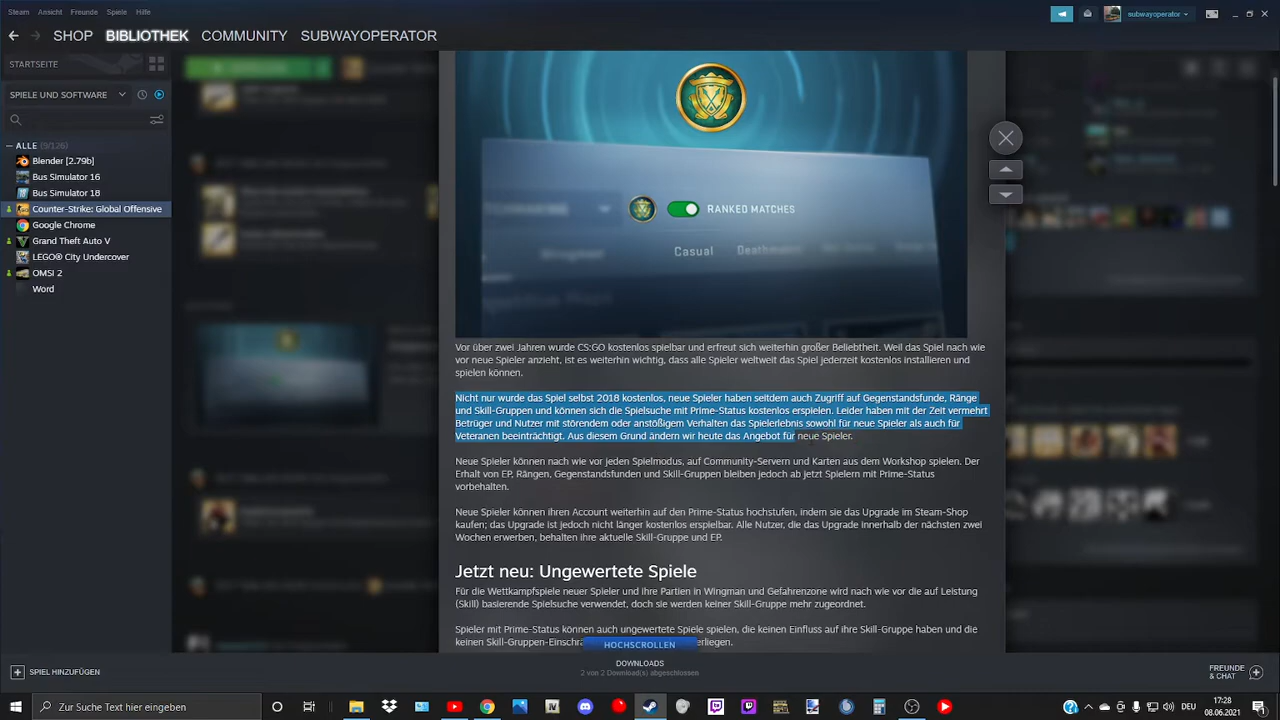 Steam Ansicht Freunde Spiele Hilfe
subwayoperator
SHOP BIBLIOTHEK COMMUNITY SUBWAYOPERATOR
STARTSEITE
SPIELE UND SOFTWARE
ALLE (9/126)
Blender [2.79b]
Bus Simulator 16
Bus Simulator 18
Counter-Strike: Global Offensive
Google Chrome
Grand Theft Auto V
LEGO® City Undercover
OMSI 2
Word
RANKED MATCHES
Wingman Casual Deathmatch
Vor über zwei Jahren wurde CS:GO kostenlos spielbar und erfreut sich weiterhin großer Beliebtheit. Weil das Spiel nach wie
vor neue Spieler anzieht, ist es weiterhin wichtig, dass alle Spieler weltweit das Spiel jederzeit kostenlos installieren und
spielen können.
Nicht nur wurde das Spiel selbst 2018 kostenlos, neue Spieler haben seitdem auch Zugriff auf Gegenstandsfunde, Ränge
und Skill-Gruppen und können sich die Spielsuche mit Prime-Status kostenlos erspielen. Leider haben mit der Zeit vermehrt
Betrüger und Nutzer mit störendem oder anstößigem Verhalten das Spielerlebnis sowohl für neue Spieler als auch für
Veteranen beeinträchtigt. Aus diesem Grund ändern wir heute das Angebot für neue Spieler.
Neue Spieler können nach wie vor jeden Spielmodus, auf Community-Servern und Karten aus dem Workshop spielen. Der
Erhalt von EP, Rängen, Gegenstandsfunden und Skill-Gruppen bleiben jedoch ab jetzt Spielern mit Prime-Status
vorbehalten.
Neue Spieler können ihren Account weiterhin auf den Prime-Status hochstufen, indem sie das Upgrade im Steam-Shop
kaufen; das Upgrade ist jedoch nicht länger kostenlos erspielbar. Alle Nutzer, die das Upgrade innerhalb der nächsten zwei
Wochen erwerben, behalten ihre aktuelle Skill-Gruppe und EP.
Jetzt neu: Ungewertete Spiele
Für die Wettkampfspiele neuer Spieler und ihre Partien in Wingman und Gefahrenzone wird nach wie vor die auf Leistung
(Skill) basierende Spielsuche verwendet, doch sie werden keiner Skill-Gruppe mehr zugeordnet.
Spieler mit Prime-Status können auch ungewertete Spiele spielen, die keinen Einfluss auf ihre Skill-Gruppe haben und die
keinen Skill-Gruppen-Einschrä erliegen.
HOCHSCROLLEN
SPIEL HINZUFÜGEN
DOWNLOADS
2 von 2 Download(s) abgeschlossen
FREUNDE
& CHAT
Zur Suche Text hier eingeben
DEU
17:28
08.06.2021